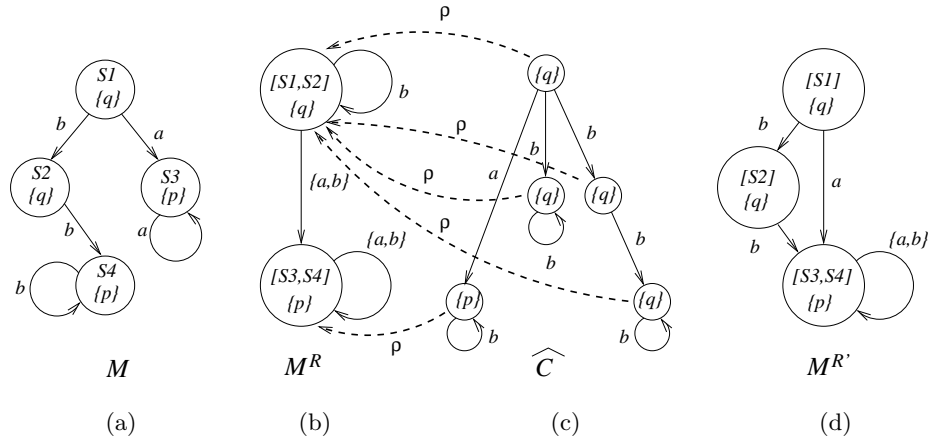 S1
{q}
b
a
S2
{q}
S3
{p}
b
a
b
S4
{p}
M
(a)
ρ
[S1,S2]
{q}
b
{a,b}
ρ
ρ
[S3,S4]
{p}
{a,b}
ρ
ρ
M^R
(b)
{q}
a
b
b
{q}
b
{q}
b
{p}
b
{q}
b
Ĉ
(c)
[S1]
{q}
b
a
[S2]
{q}
b
[S3,S4]
{p}
{a,b}
M^R'
(d)